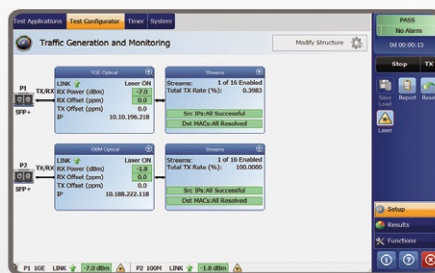 Test Applications Test Configurator Timer System
Traffic Generation and Monitoring
Modify Structure
PASS
No Alarm
0d 00:00:15
Stop TX
Save
Load
Report
Laser
1GE Optical
LINK Laser ON
RX Power (dBm) -7.0
RX Offset (ppm) 0.0
TX Offset (ppm) 0.0
IP 10.10.196.218
P1 TX/RX
SFP+
Streams
Streams: 1 of 16 Enabled
Total TX Rate (%): 0.3983
Src IPs:All Successful
Dst MACs:All Resolved
100M Optical
LINK Laser ON
RX Power (dBm) -1.8
RX Offset (ppm) 0.0
TX Offset (ppm) 0.0
IP 10.188.222.118
P2 TX/RX
SFP+
Streams
Streams: 1 of 16 Enabled
Total TX Rate (%): 100.0000
Src IPs:All Successful
Dst MACs:All Resolved
Setup
Results
Functions
P1 1GE LINK -7.0 dBm P2 100M LINK -1.8 dBm